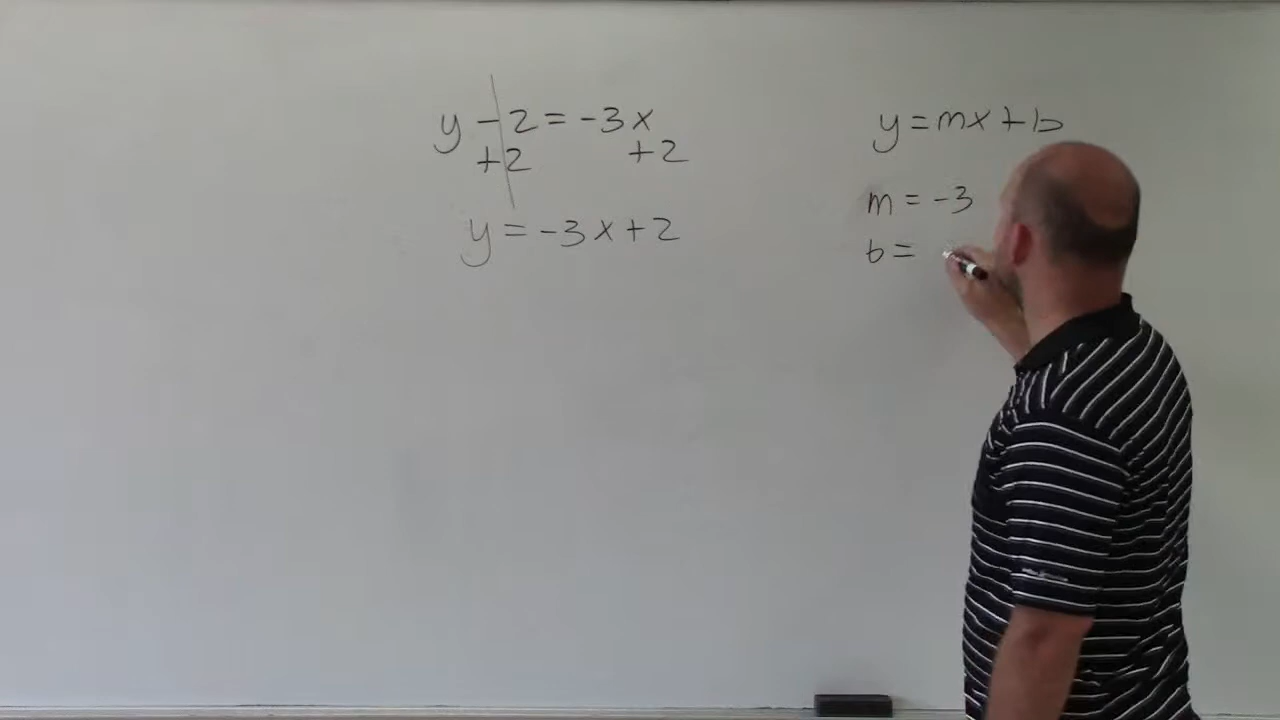 y - 2 = -3x
+2 +2
y = -3x + 2
y = mx + b
m = -3
b =